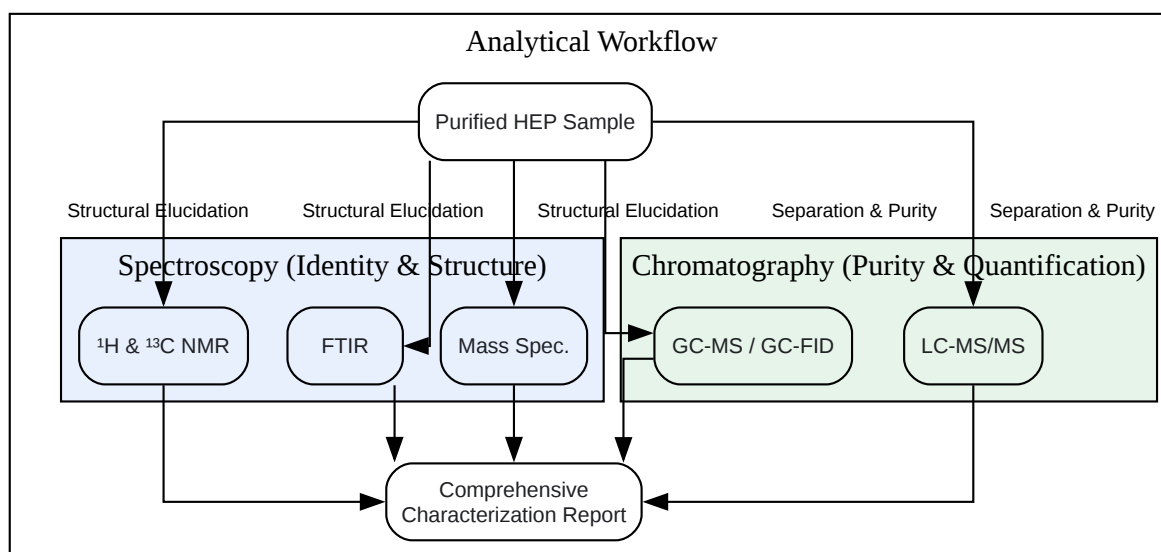 Analytical Workflow
Purified HEP Sample
Structural Elucidation
Structural Elucidation
Structural Elucidation
Separation & Purity
Separation & Purity
Spectroscopy (Identity & Structure)
Chromatography (Purity & Quantification)
¹H & ¹³C NMR
FTIR
Mass Spec.
GC-MS / GC-FID
LC-MS/MS
Comprehensive
Characterization Report